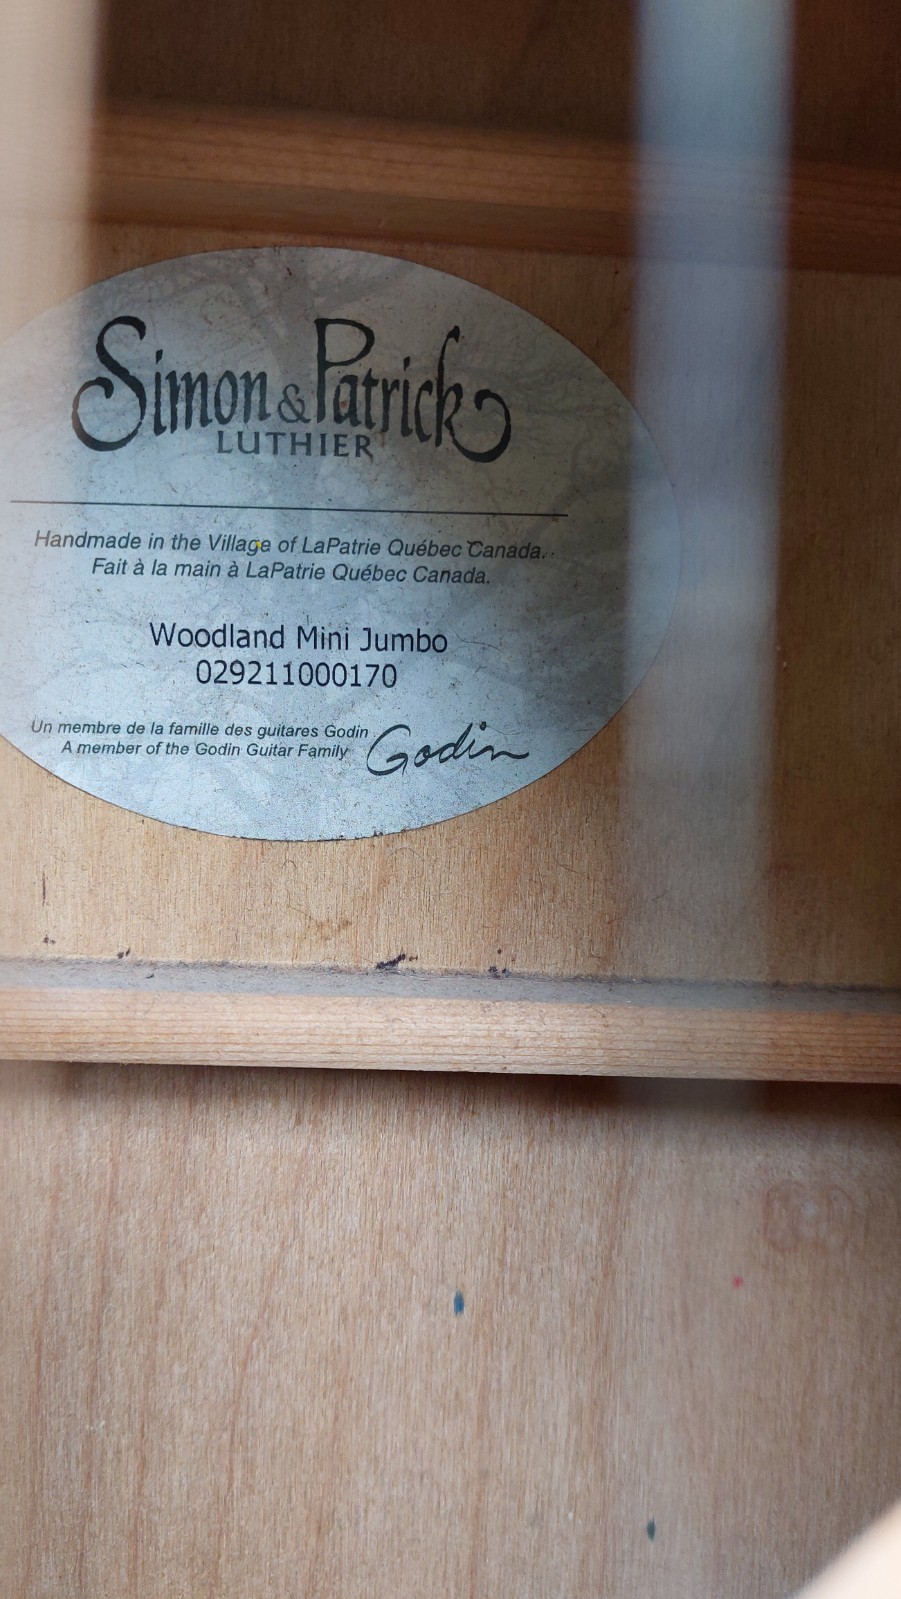 Simon & Patrick
LUTHIER
Handmade in the Village of LaPatrie Québec Canada.
Fait à la main à LaPatrie Québec Canada.
Woodland Mini Jumbo
029211000170
Un membre de la famille des guitares Godin
A member of the Godin Guitar Family
Godin